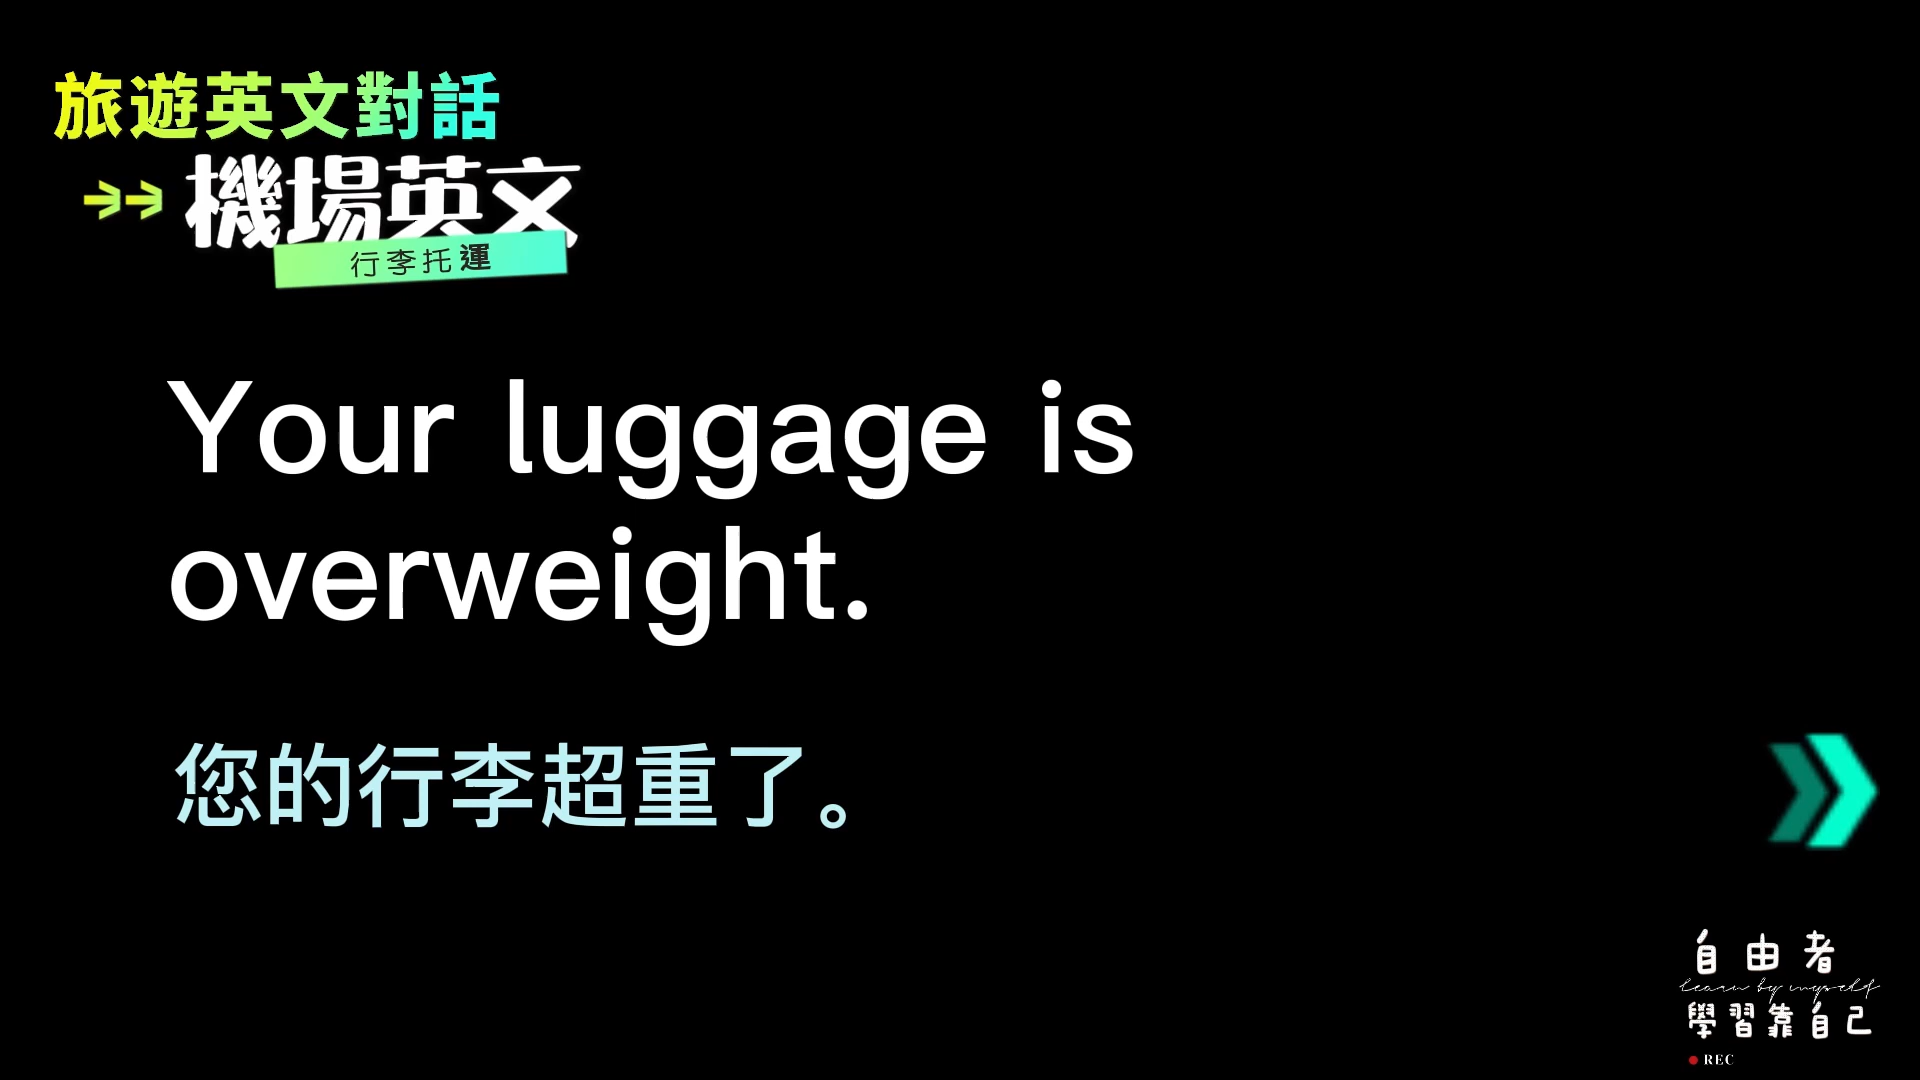 旅遊英文對話
機場英文
行李托運
Your luggage is
overweight.
您的行李超重了。
自由者
learn by myself
學習靠自己
REC